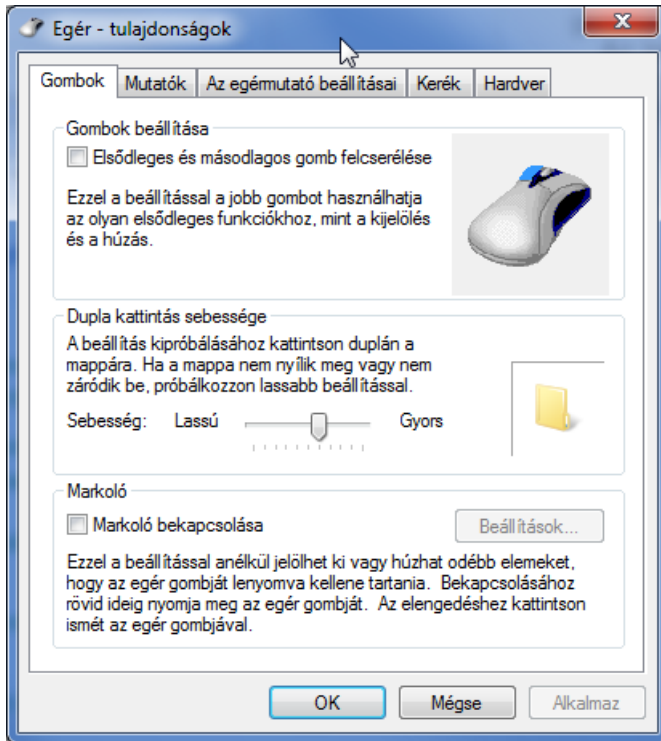 Egér - tulajdonságok
Gombok Mutatók Az egérmutató beállításai Kerék Hardver
Gombok beállítása
Elsődleges és másodlagos gomb felcserélése
Ezzel a beállítással a jobb gombot használhatja
az olyan elsődleges funkciókhoz, mint a kijelölés
és a húzás.
Dupla kattintás sebessége
A beállítás kipróbálásához kattintson duplán a
mappára. Ha a mappa nem nyílik meg vagy nem
záródik be, próbálkozzon lassabb beállítással.
Sebesség: Lassú Gyors
Markoló
Markoló bekapcsolása
Beállítások...
Ezzel a beállítással anélkül jelölhet ki vagy húzhat odébb elemeket,
hogy az egér gombját lenyomva kellene tartania. Bekapcsolásához
rövid ideig nyomja meg az egér gombját. Az elengedéshez kattintson
ismét az egér gombjával.
OK Mégse Alkalmaz